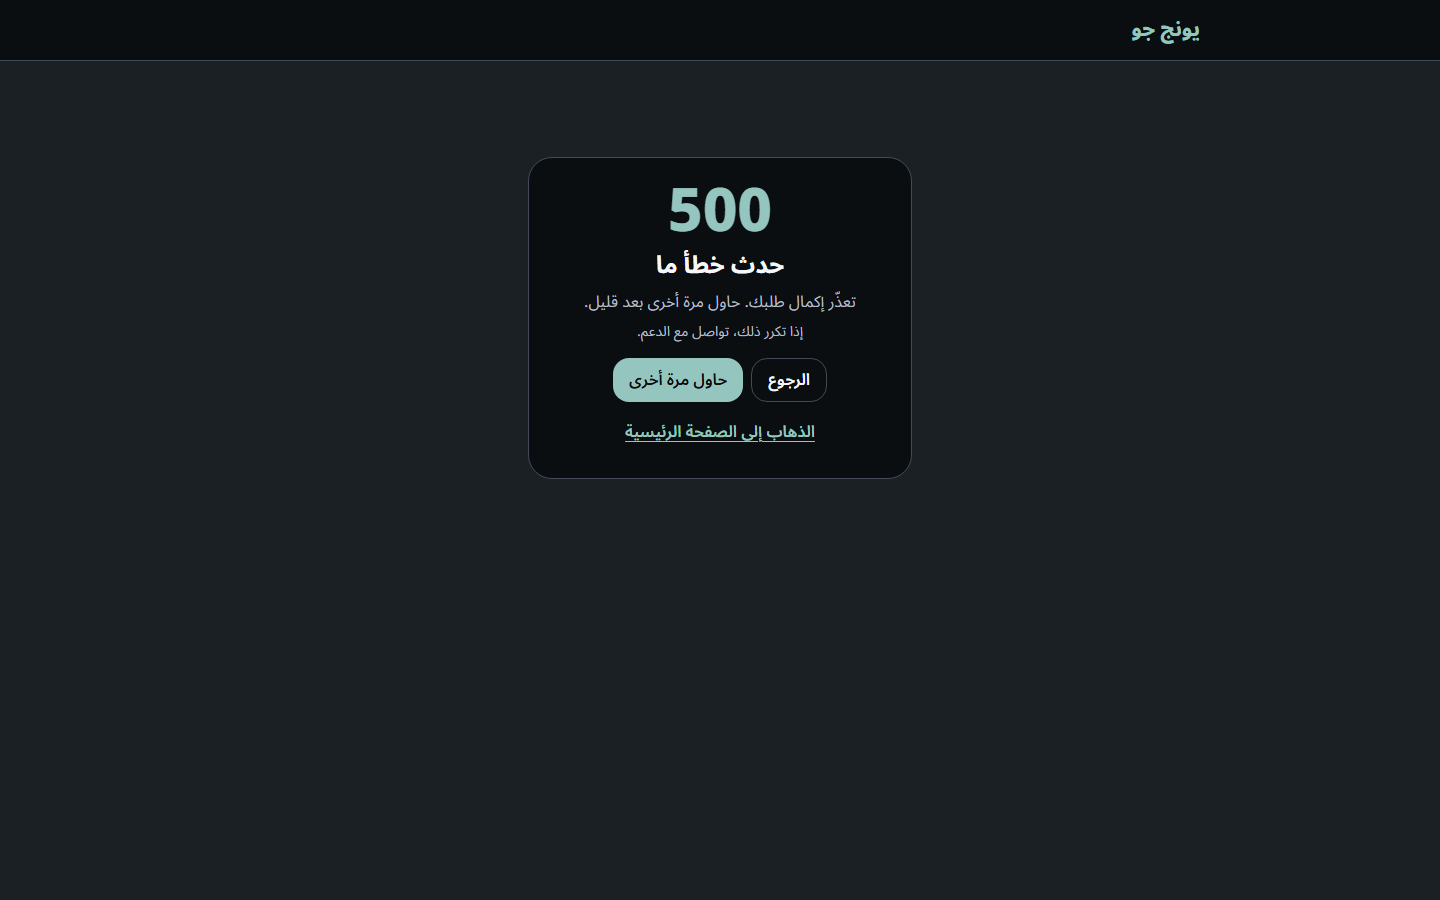 يونج جو
500
حدث خطأ ما
تعذّر إكمال طلبك. حاول مرة أخرى بعد قليل.
إذا تكرر ذلك، تواصل مع الدعم.
الرجوع
حاول مرة أخرى
الذهاب إلى الصفحة الرئيسية